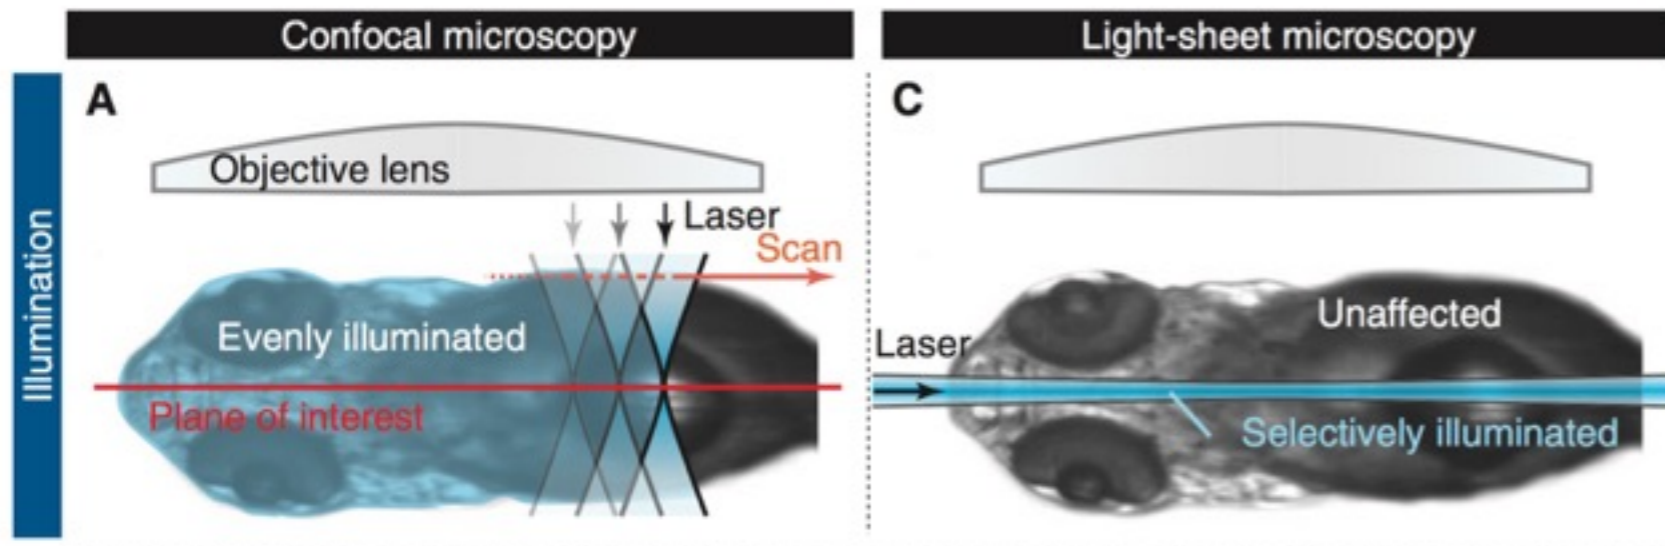 Confocal microscopy
Light-sheet microscopy
Illumination
A
Objective lens
Laser
Scan
Evenly illuminated
Plane of interest
C
Unaffected
Laser
Selectively illuminated